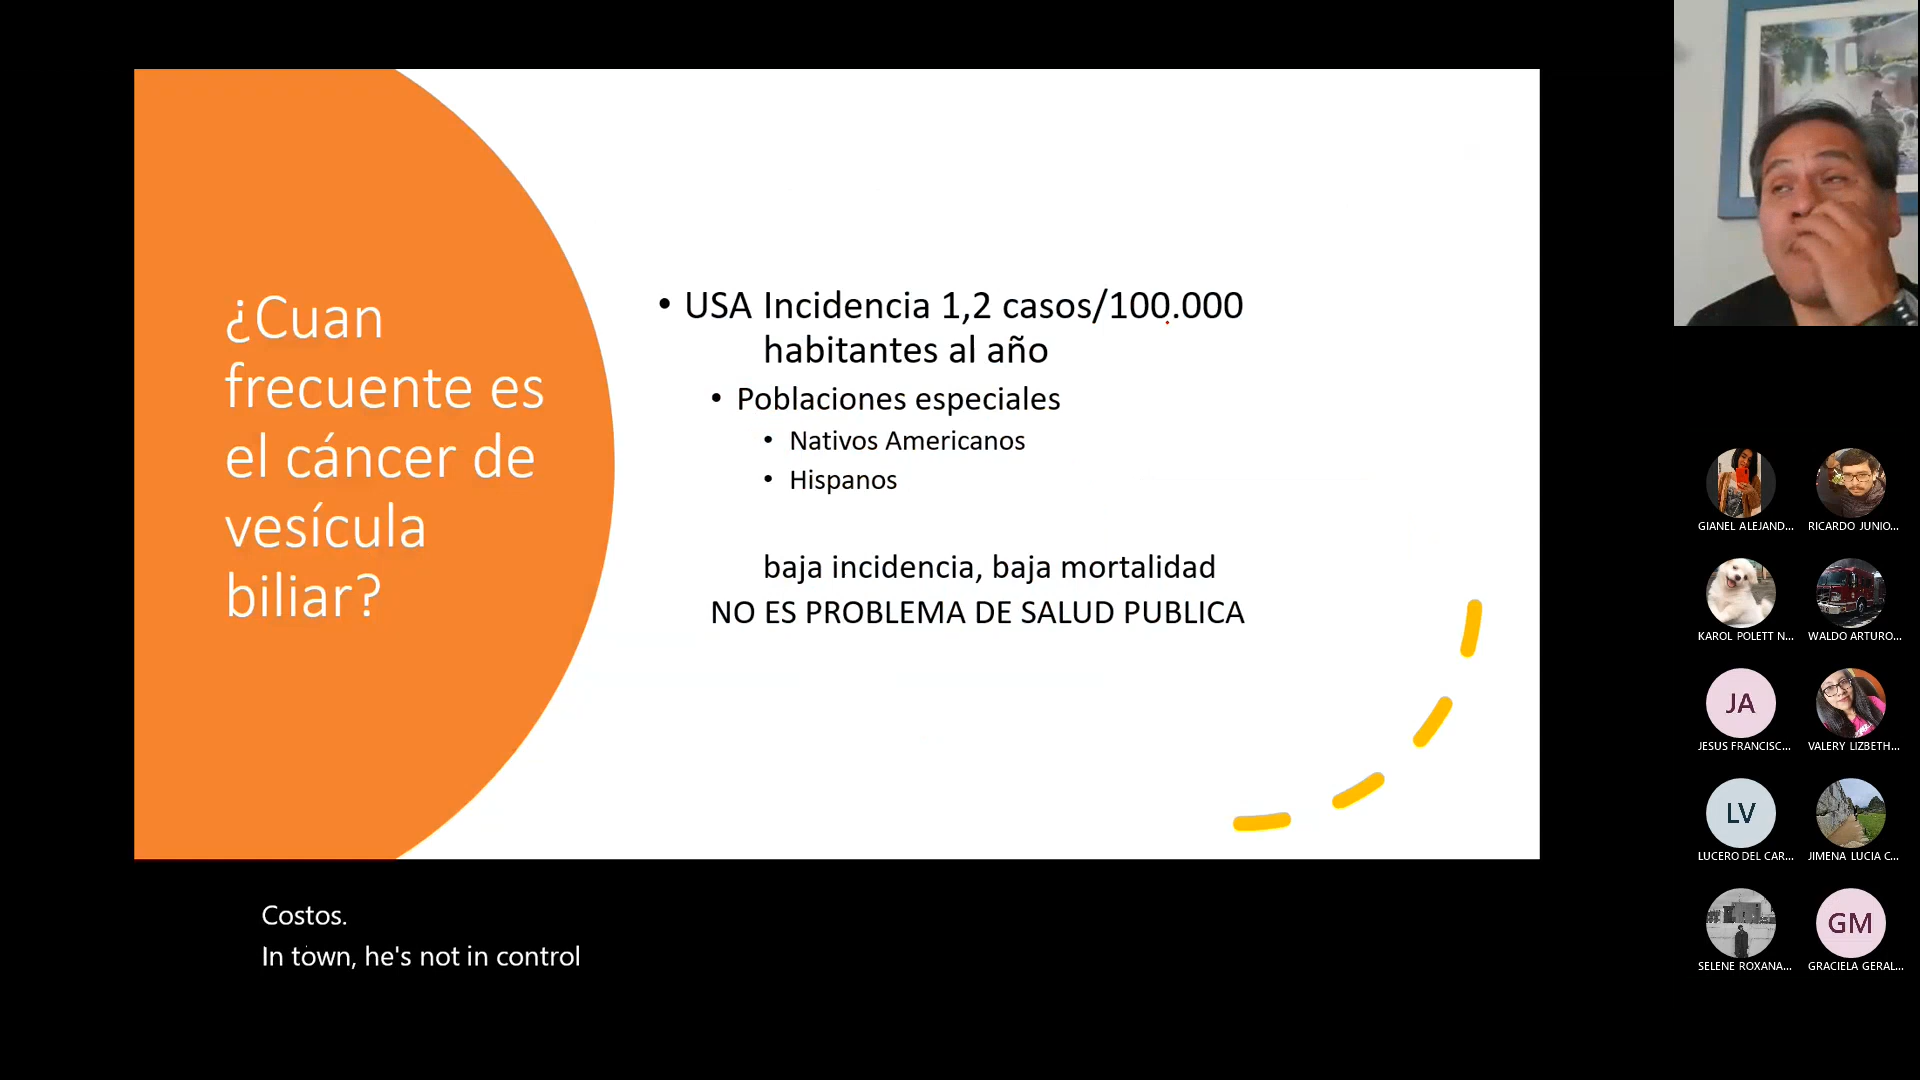 ¿Cuan
frecuente es
el cáncer de
vesícula
biliar?
• USA Incidencia 1,2 casos/100.000
habitantes al año
• Poblaciones especiales
• Nativos Americanos
• Hispanos
baja incidencia, baja mortalidad
NO ES PROBLEMA DE SALUD PUBLICA
Costos.
In town, he's not in control
GIANEL ALEJAND...
RICARDO JUNIO...
KAROL POLETT N...
WALDO ARTURO...
JA
JESUS FRANCISC...
VALERY LIZBETH...
LV
LUCERO DEL CAR...
JIMENA LUCIA C...
SELENE ROXANA...
GM
GRACIELA GERAL...